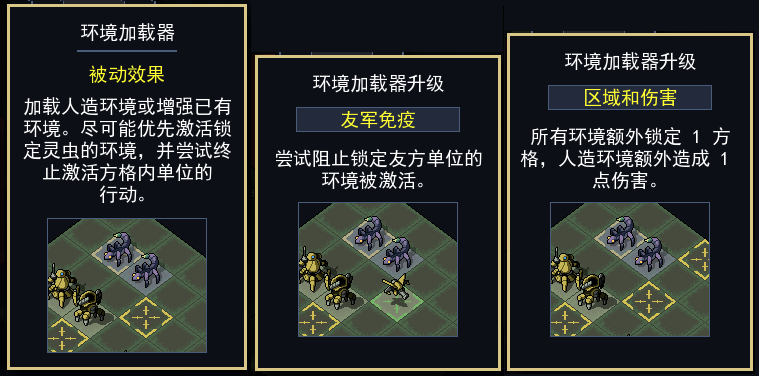 环境加载器
被动效果
加载人造环境或增强已有
环境。尽可能优先激活锁
定灵虫的环境，并尝试终
止激活方格内单位的
行动。
环境加载器升级
友军免疫
尝试阻止锁定友方单位的
环境被激活。
环境加载器升级
区域和伤害
所有环境额外锁定 1 方
格，人造环境额外造成 1
点伤害。